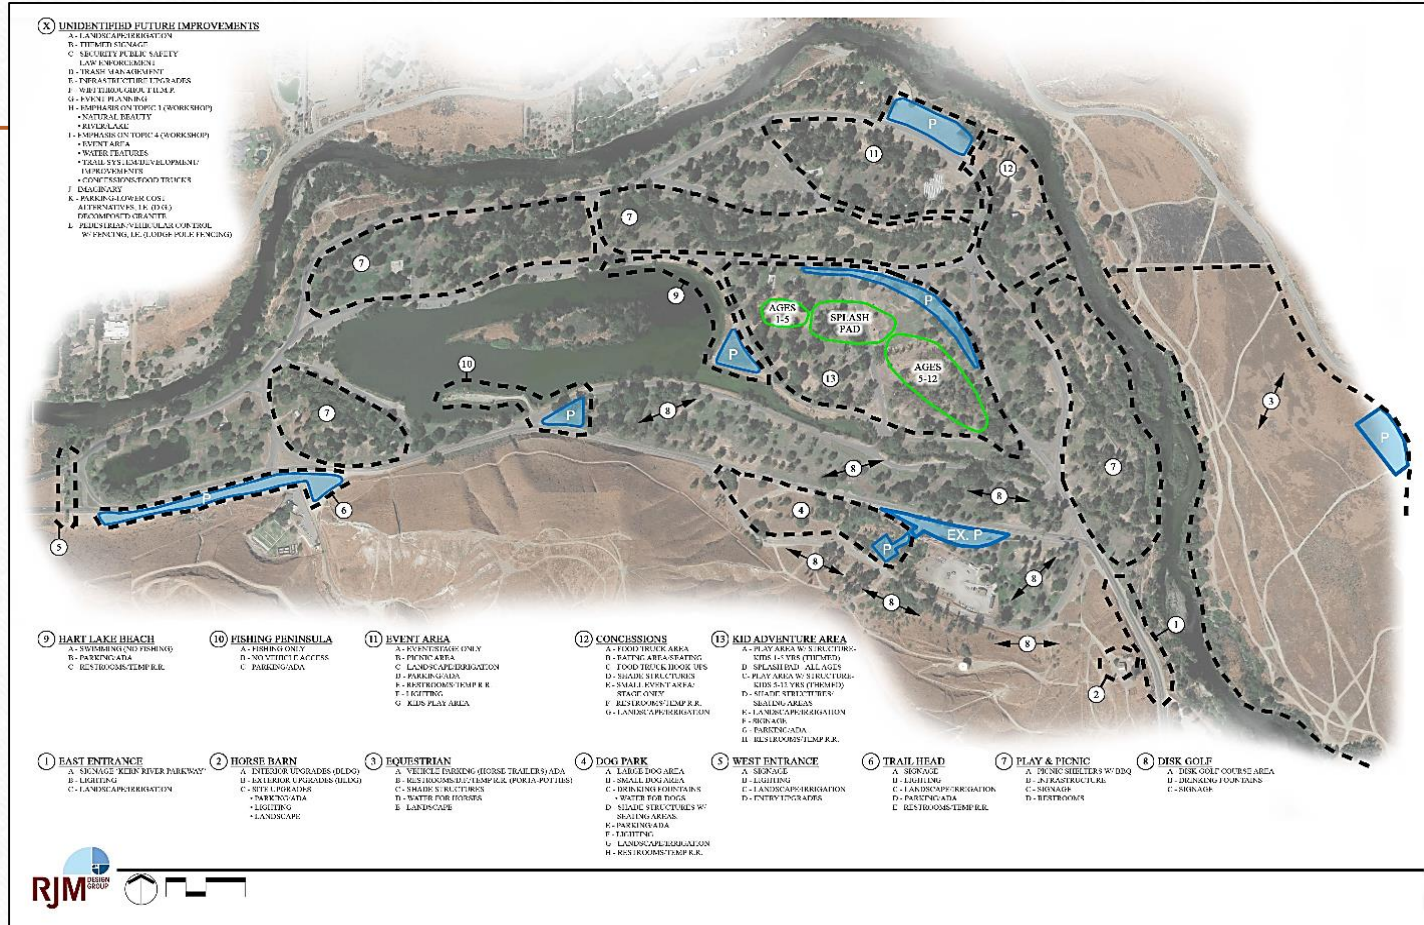 X UNIDENTIFIED FUTURE IMPROVEMENTS
A - LANDSCAPE/IRRIGATION
B - THEMED SIGNAGE
C - SECURITY PUBLIC SAFETY
LAW ENFORCEMENT
D - TRASH MANAGEMENT
E - INFRASTRUCTURE UPGRADES
F - WIFI THROUGHOUT H.M.P.
G - EVENT PLANNING
H - EMPHASIS ON TOPIC 1 (WORKSHOP)
• NATURAL BEAUTY
• RIVER/LAKE
I - EMPHASIS ON TOPIC 4 (WORKSHOP)
• EVENT AREA
• WATER FEATURES
• TRAIL SYSTEM/DEVELOPMENT/
IMPROVEMENTS
• CONCESSIONS/FOOD TRUCKS
J - IMAGINARY
K - PARKING-LOWER COST
ALTERNATIVES, I.E. (D.G.)
DECOMPOSED GRANITE
L - PEDESTRIAN/VEHICULAR CONTROL
W/ FENCING, I.E. (LODGE POLE FENCING)
P
11
12
7
7
9
P
AGES
1-5
SPLASH
PAD
P
10
13
AGES
5-12
7
P
8
3
P
8
7
P
6
4
8
5
P
EX. P
8
8
8
8
1
2
9 HART LAKE BEACH
A - SWIMMING (NO FISHING)
B - PARKING/ADA
C - RESTROOMS/TEMP R.R.
10 FISHING PENINSULA
A - FISHING ONLY
B - NO VEHICLE ACCESS
C - PARKING/ADA
11 EVENT AREA
A - EVENT/STAGE ONLY
B - PICNIC AREA
C - LANDSCAPE/IRRIGATION
D - PARKING/ADA
E - RESTROOMS/TEMP R.R.
F - LIGHTING
G - KIDS PLAY AREA
12 CONCESSIONS
A - FOOD TRUCK AREA
B - EATING AREA/SEATING
C - FOOD TRUCK HOOK-UPS
D - SHADE STRUCTURES
E - SMALL EVENT AREA/
STAGE ONLY
F - RESTROOMS/TEMP R.R.
G - LANDSCAPE/IRRIGATION
13 KID ADVENTURE AREA
A - PLAY AREA W/ STRUCTURE-
KIDS 1-5 YRS (THEMED)
B - SPLASH PAD - ALL AGES
C - PLAY AREA W/ STRUCTURE-
KIDS 5-12 YRS (THEMED)
D - SHADE STRUCTURES/
SEATING AREAS
E - LANDSCAPE/IRRIGATION
F - SIGNAGE
G - PARKING/ADA
H - RESTROOMS/TEMP R.R.
1 EAST ENTRANCE
A - SIGNAGE "KERN RIVER PARKWAY"
B - LIGHTING
C - LANDSCAPE/IRRIGATION
2 HORSE BARN
A - INTERIOR UPGRADES (BLDG)
B - EXTERIOR UPGRADES (BLDG)
C - SITE UPGRADES
• PARKING/ADA
• LIGHTING
• LANDSCAPE
3 EQUESTRIAN
A - VEHICLE PARKING (HORSE TRAILERS) ADA
C - SHADE STRUCTURES
D - WATER FOR HORSES
E - LANDSCAPE
4 DOG PARK
A - LARGE DOG AREA
B - SMALL DOG AREA
C - DRINKING FOUNTAINS
• WATER FOR DOGS
D - SHADE STRUCTURES W/
SEATING AREAS
E - PARKING/ADA
F - LIGHTING
G - LANDSCAPE/IRRIGATION
H - RESTROOMS/TEMP R.R.
5 WEST ENTRANCE
A - SIGNAGE
B - LIGHTING
C - LANDSCAPE/IRRIGATION
D - ENTRY UPGRADES
6 TRAIL HEAD
A - SIGNAGE
B - LIGHTING
C - LANDSCAPE/IRRIGATION
D - PARKING/ADA
E - RESTROOMS/TEMP R.R.
7 PLAY & PICNIC
A - PICNIC SHELTERS W/ BBQ
B - INFRASTRUCTURE
C - SIGNAGE
D - RESTROOMS
8 DISK GOLF
A - DISK GOLF COURSE AREA
B - DRINKING FOUNTAINS
C - SIGNAGE
RJM DESIGN
GROUP